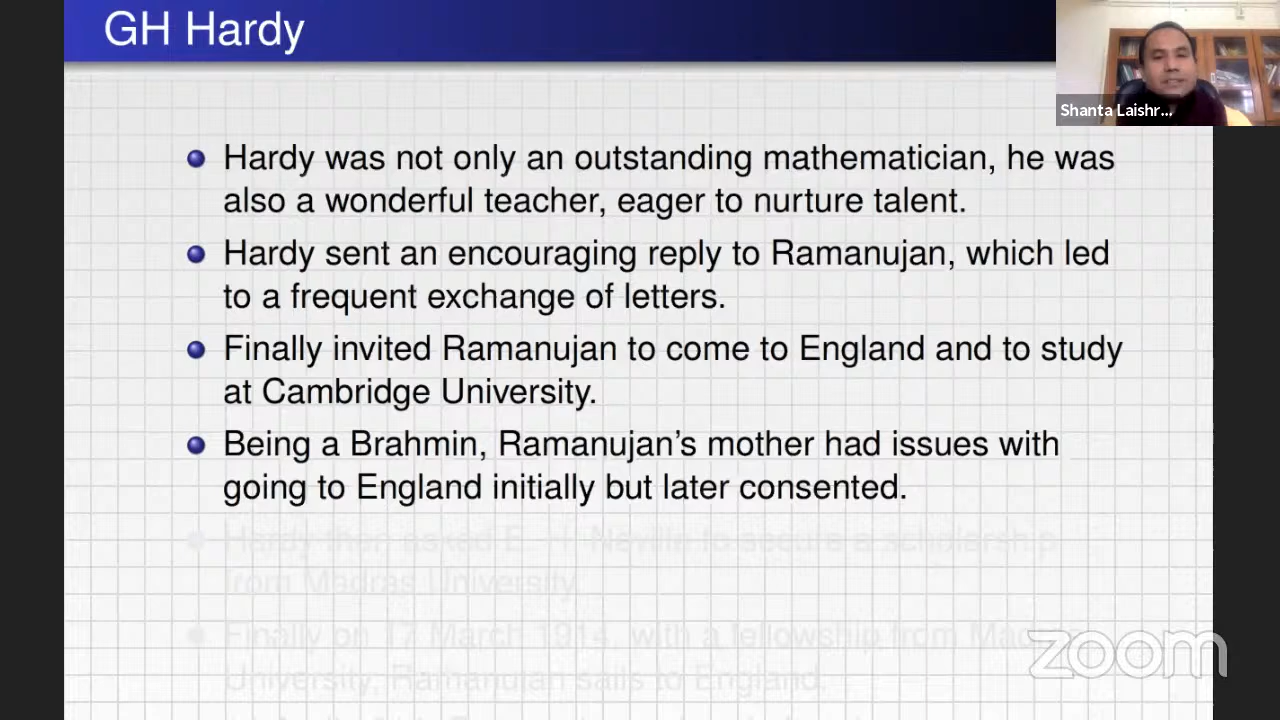 GH Hardy
Shanta Laishr...
Hardy was not only an outstanding mathematician, he was
also a wonderful teacher, eager to nurture talent.
Hardy sent an encouraging reply to Ramanujan, which led
to a frequent exchange of letters.
Finally invited Ramanujan to come to England and to study
at Cambridge University.
Being a Brahmin, Ramanujan's mother had issues with
going to England initially but later consented.
Hardy then asked E. H. Neville to secure a scholarship
from Madras University.
Finally on 17 March 1914, with a fellowship from Madras
University, Ramanujan sails to England.
zoom